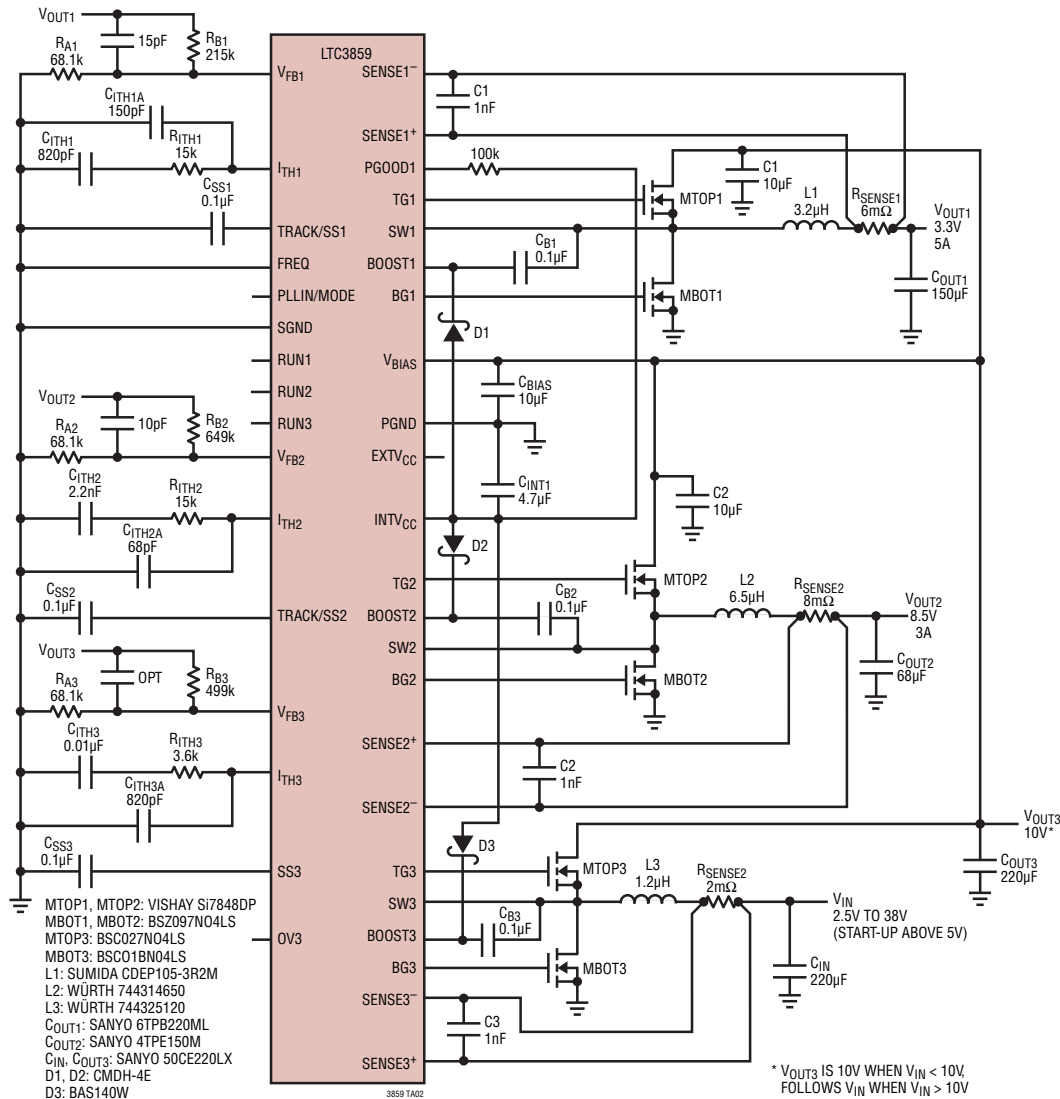 VOUT1
RA1
68.1k
15pF
RB1
215k
VFB1
CITH1A
150pF
CITH1
820pF
RITH1
15k
ITH1
CSS1
0.1µF
TRACK/SS1
FREQ
PLLIN/MODE
SGND
RUN1
RUN2
RUN3
VOUT2
RA2
68.1k
10pF
RB2
649k
VFB2
CITH2
2.2nF
RITH2
15k
ITH2
CITH2A
68pF
CSS2
0.1µF
TRACK/SS2
VOUT3
RA3
68.1k
OPT
RB3
499k
VFB3
CITH3
0.01µF
RITH3
3.6k
ITH3
CITH3A
820pF
CSS3
0.1µF
SS3
OV3
LTC3859
SENSE1–
SENSE1+
PGOOD1
TG1
SW1
BOOST1
BG1
VBIAS
PGND
EXTVCC
INTVCC
TG2
BOOST2
SW2
BG2
SENSE2+
SENSE2–
TG3
SW3
BOOST3
BG3
SENSE3–
SENSE3+
C1
1nF
100k
MTOP1
C1
10µF
L1
3.2µH
RSENSE1
6mΩ
VOUT1
3.3V
5A
CB1
0.1µF
MBOT1
COUT1
150µF
D1
CBIAS
10µF
CINT1
4.7µF
C2
10µF
D2
MTOP2
CB2
0.1µF
L2
6.5µH
RSENSE2
8mΩ
VOUT2
8.5V
3A
MBOT2
COUT2
68µF
C2
1nF
D3
MTOP3
VOUT3
10V*
COUT3
220µF
L3
1.2µH
RSENSE2
2mΩ
VIN
2.5V TO 38V
(START-UP ABOVE 5V)
CB3
0.1µF
MBOT3
CIN
220µF
C3
1nF
MTOP1, MTOP2: VISHAY Si7848DP
MBOT1, MBOT2: BSZ097NO4LS
MTOP3: BSC027NO4LS
MBOT3: BSCO1BN04LS
L1: SUMIDA CDEP105-3R2M
L2: WÜRTH 744314650
L3: WÜRTH 744325120
COUT1: SANYO 6TPB220ML
COUT2: SANYO 4TPE150M
CIN, COUT3: SANYO 50CE220LX
D1, D2: CMDH-4E
D3: BAS140W
3859 TA02
* VOUT3 IS 10V WHEN VIN < 10V,
FOLLOWS VIN WHEN VIN > 10V